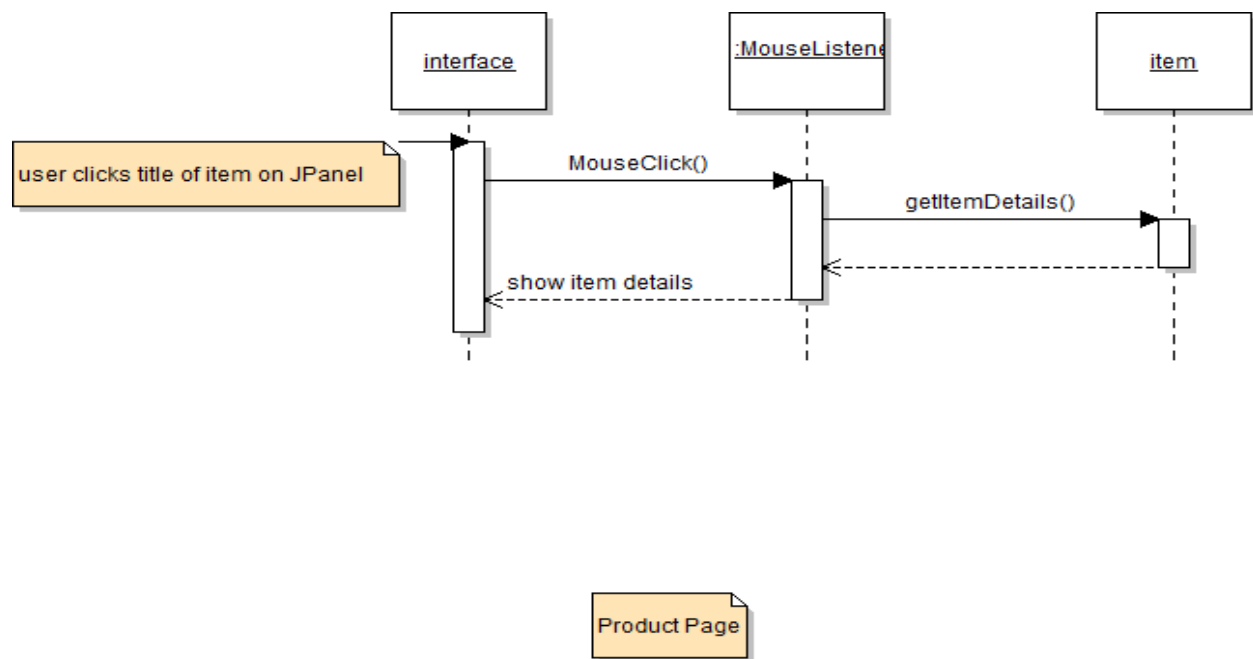 interface
:MouseListene
item
user clicks title of item on JPanel
MouseClick()
getItemDetails()
show item details
Product Page